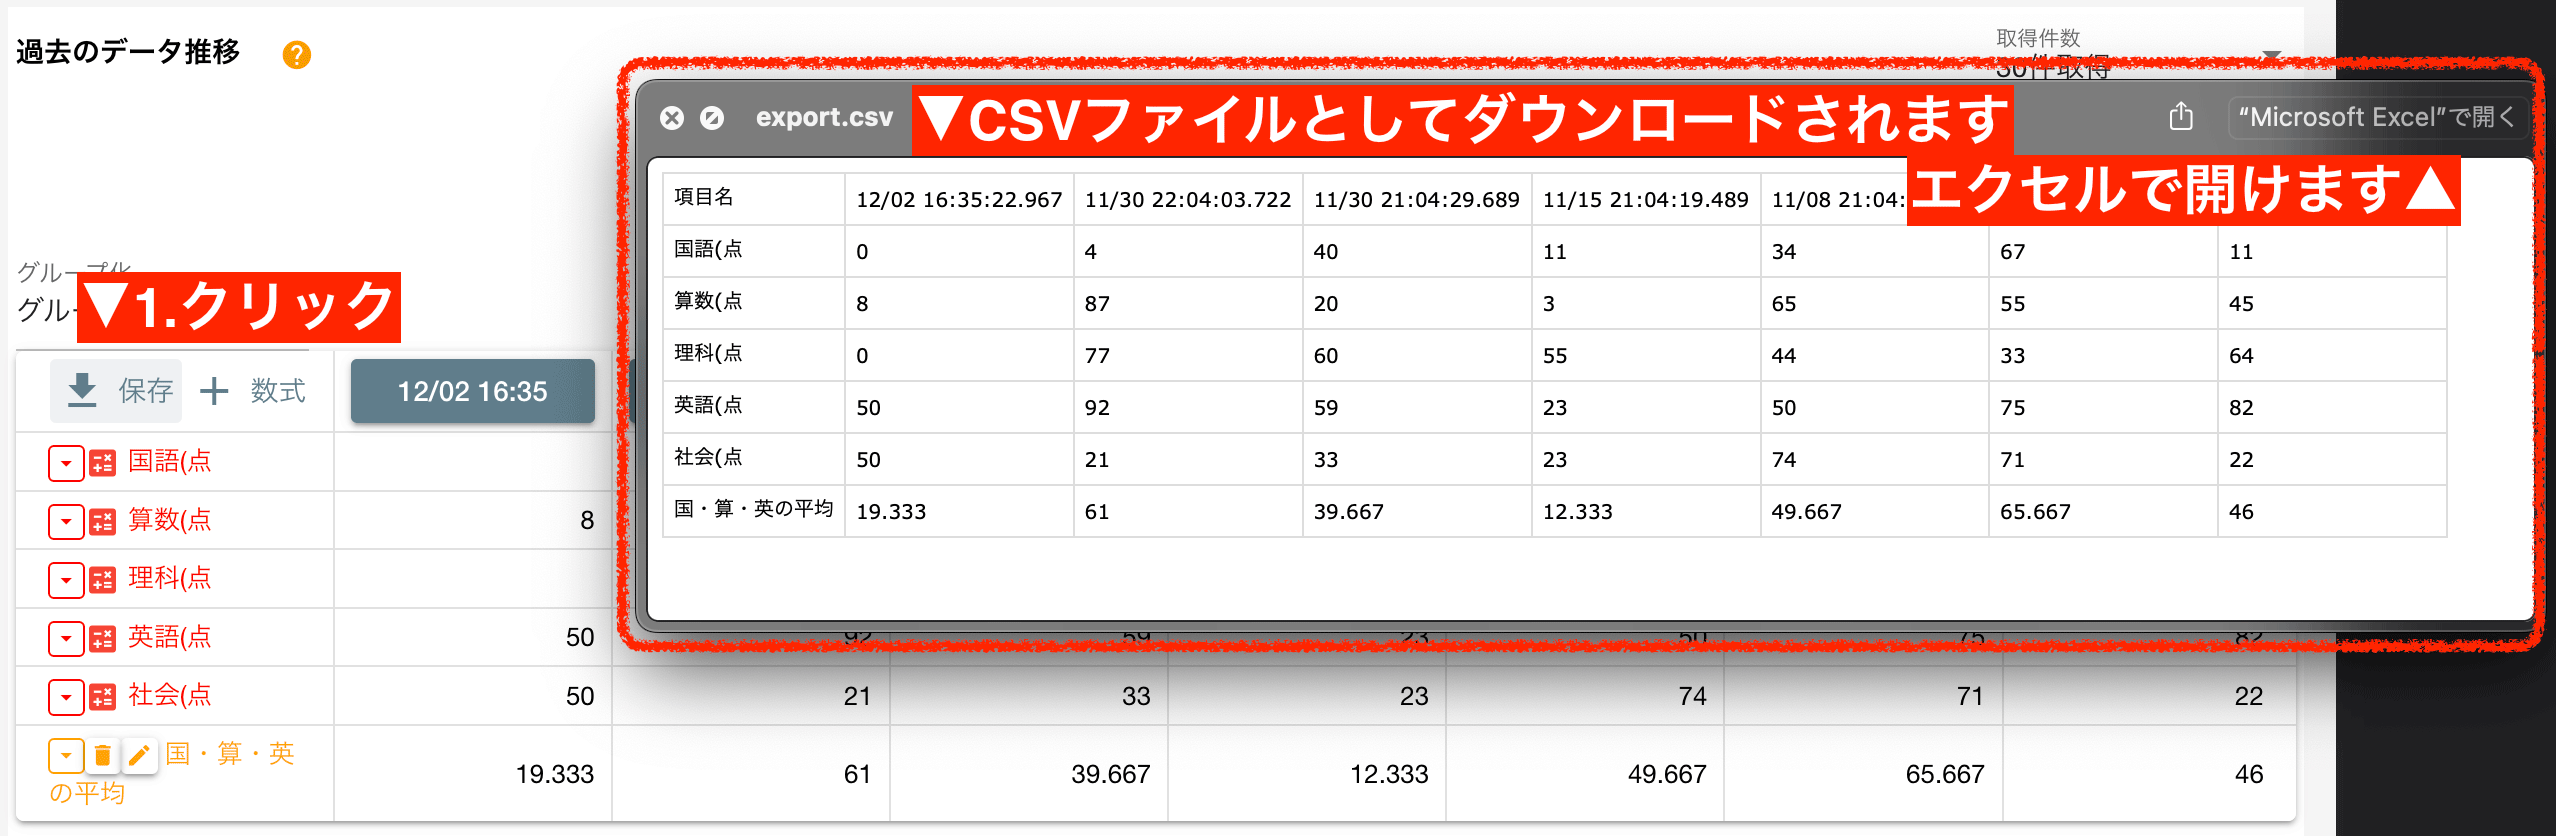 過去のデータ推移 ?
取得件数
30件取得
export.csv
▼CSVファイルとしてダウンロードされます
“Microsoft Excel”で開く
エクセルで開けます▲
項目名 12/02 16:35:22.967 11/30 22:04:03.722 11/30 21:04:29.689 11/15 21:04:19.489 11/08 21:04:
国語(点 0 4 40 11 34 67 11
算数(点 8 87 20 3 65 55 45
理科(点 0 77 60 55 44 33 64
英語(点 50 92 59 23 50 75 82
社会(点 50 21 33 23 74 71 22
国・算・英の平均 19.333 61 39.667 12.333 49.667 65.667 46
グループ化
グルー
▼1.クリック
保存 + 数式 12/02 16:35
国語(点
算数(点 8
理科(点
英語(点 50 92 59 23 50 75 82
社会(点 50 21 33 23 74 71 22
国・算・英
の平均 19.333 61 39.667 12.333 49.667 65.667 46